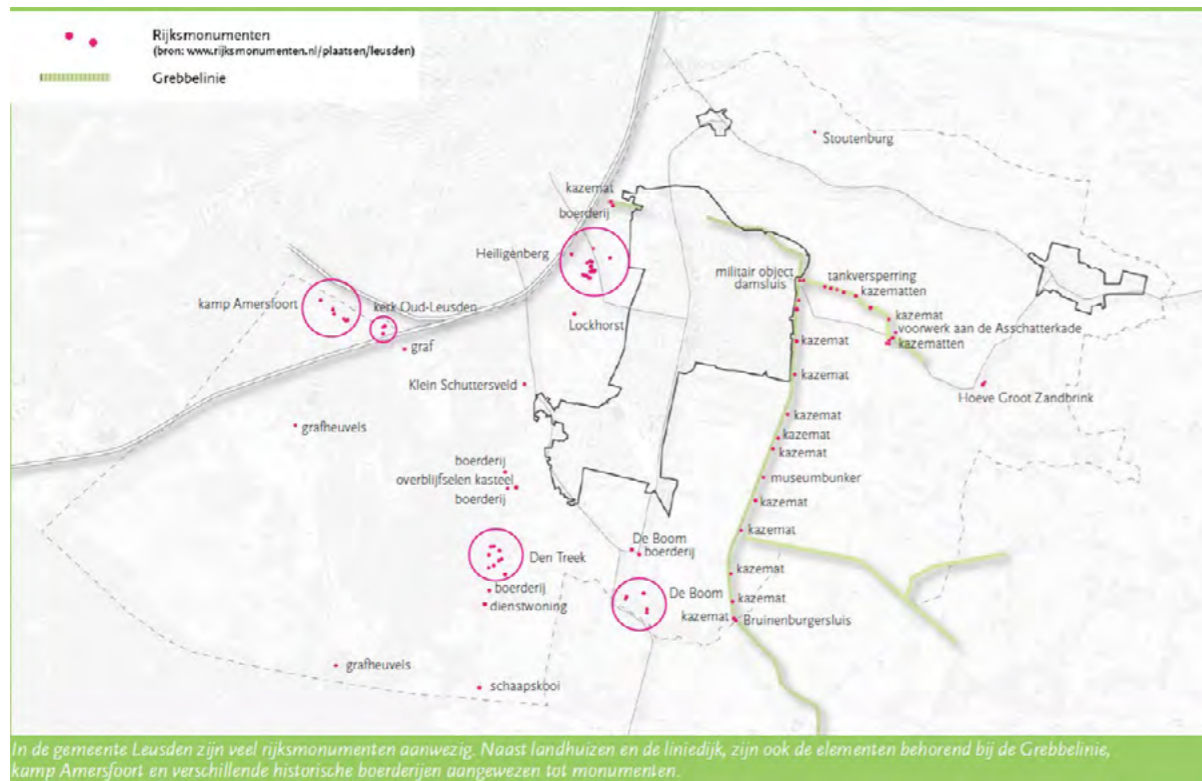 Rijksmonumenten
(bron: www.rijksmonumenten.nl/plaatsen/leusden)
Grebbelinie
Stoutenburg
kazemat
boerderij
Heiligenberg
militair object
damsluis
tankversperring
kazematten
kamp Amersfoort
kerk Oud-Leusden
Lockhorst
kazemat
voorwerk aan de Asschatterkade
kazematten
graf
kazemat
Klein Schuttersveld
kazemat
Hoeve Groot Zandbrink
grafheuvels
kazemat
kazemat
kazemat
boerderij
overblijfselen kasteel
boerderij
museumbunker
kazemat
kazemat
De Boom
boerderij
Den Treek
kazemat
boerderij
dienstwoning
De Boom
kazemat
kazemat
Bruinenburgersluis
grafheuvels
schaapskooi
In de gemeente Leusden zijn veel rijksmonumenten aanwezig. Naast landhuizen en de liniedijk, zijn ook de elementen behorend bij de Grebbelinie,
kamp Amersfoort en verschillende historische boerderijen aangewezen tot monumenten.